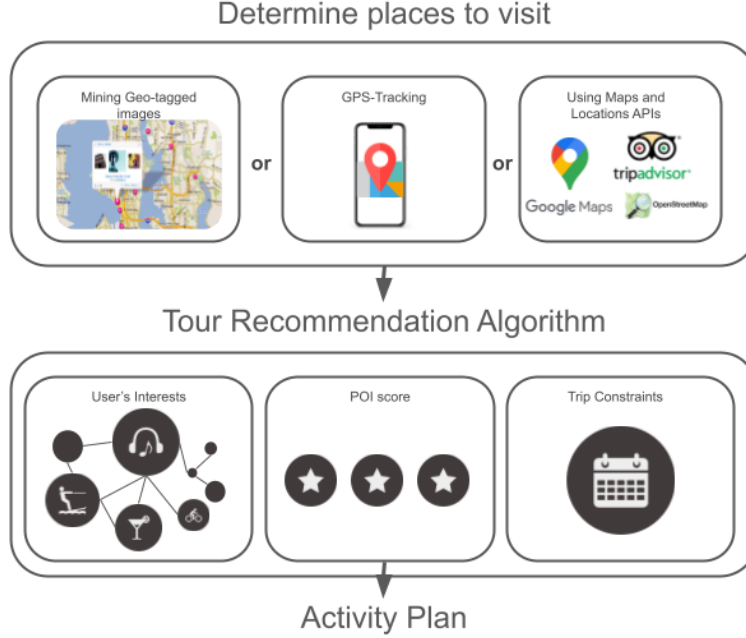 Determine places to visit
Mining Geo-tagged
images
GPS-Tracking
Using Maps and
Locations APIs
or
or
tripadvisor®
Google Maps
OpenStreetMap
Tour Recommendation Algorithm
User's Interests
POI score
Trip Constraints
Activity Plan